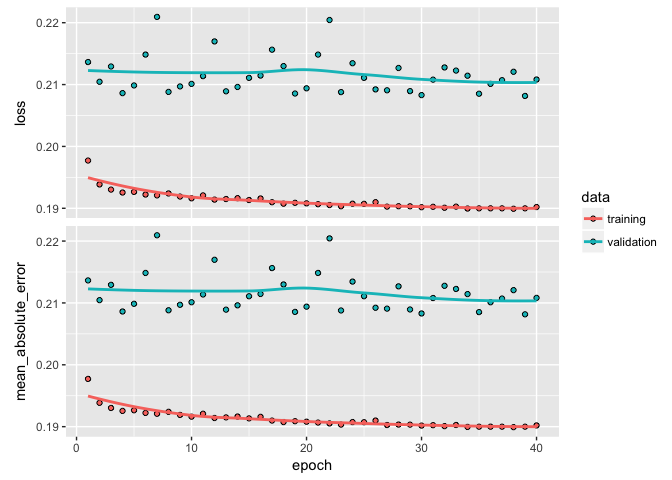 0.22
0.21
0.20
0.19
loss
0.22
0.21
0.20
0.19
mean_absolute_error
0 10 20 30 40
epoch
data
training
validation